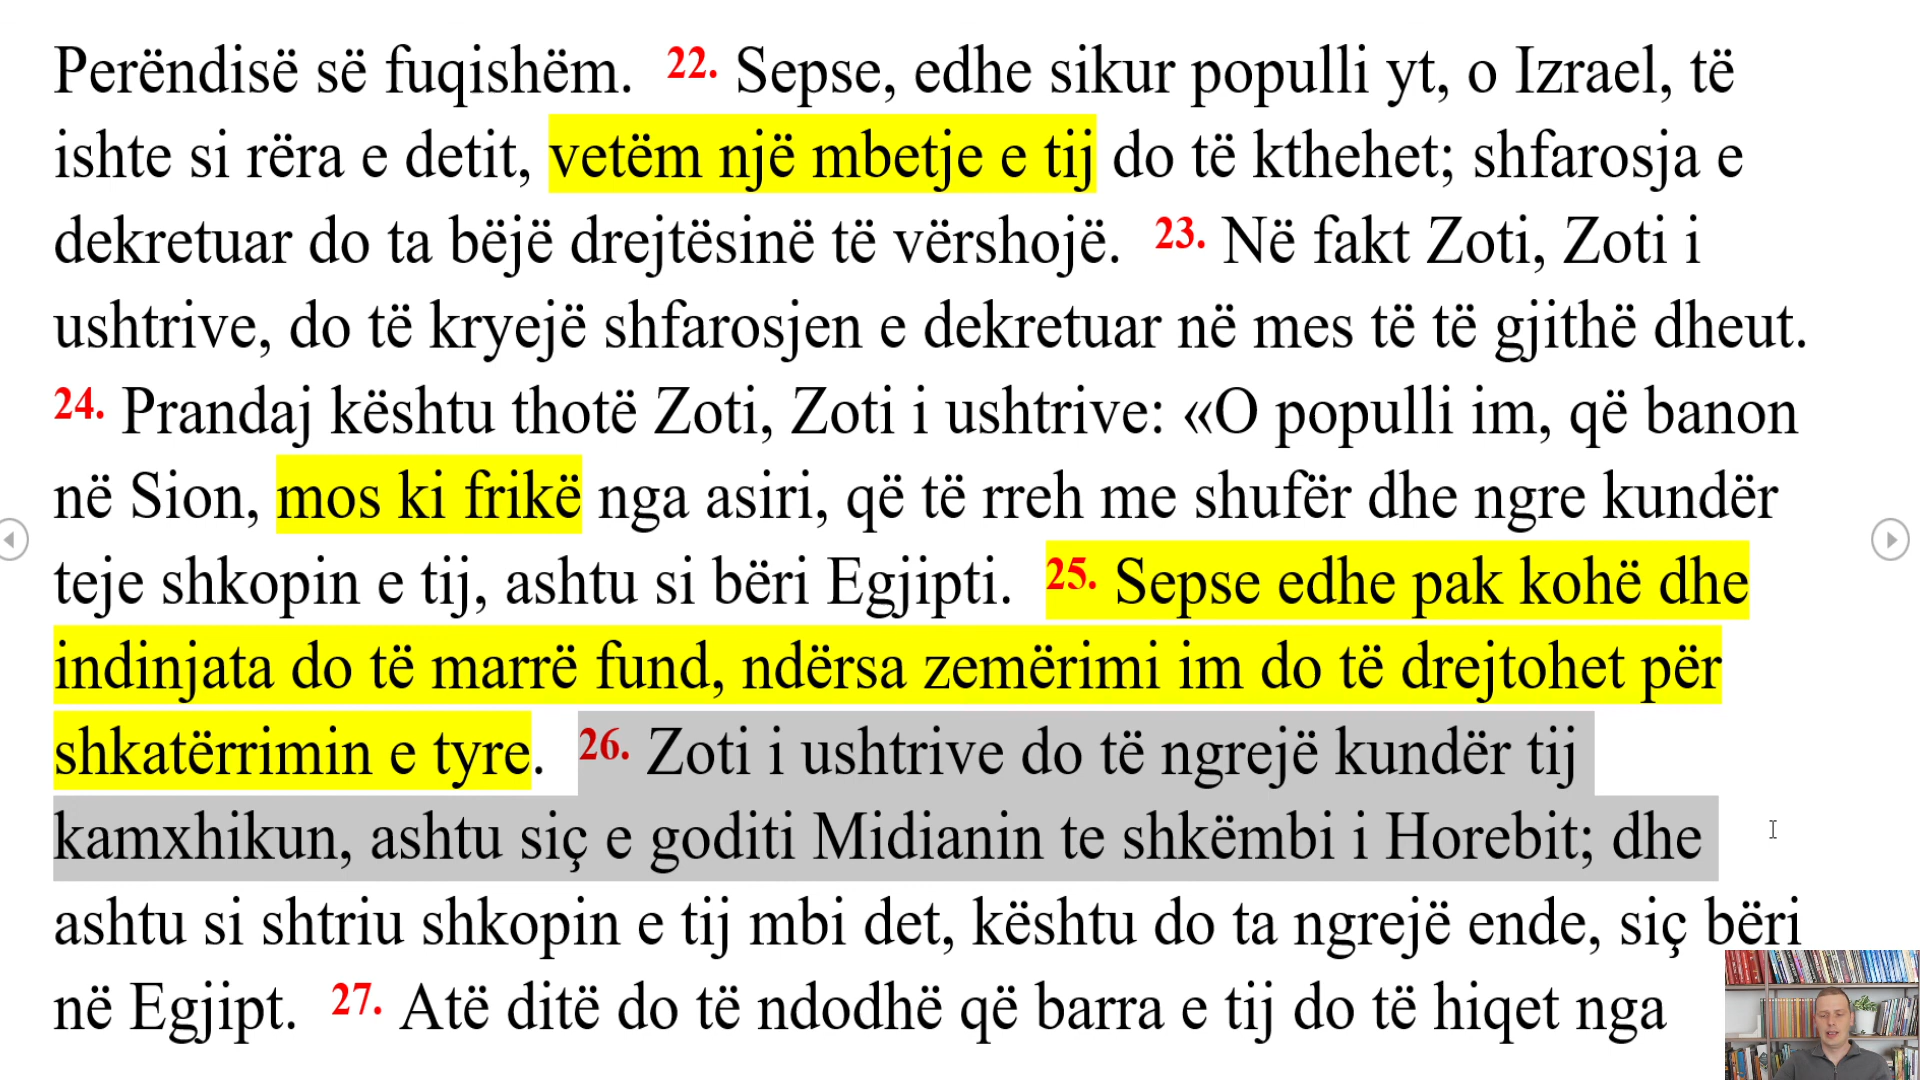 Perëndisë së fuqishëm. 22. Sepse, edhe sikur populli yt, o Izrael, të
ishte si rëra e detit, vetëm një mbetje e tij do të kthehet; shfarosja e
dekretuar do ta bëjë drejtësinë të vërshojë. 23. Në fakt Zoti, Zoti i
ushtrive, do të kryejë shfarosjen e dekretuar në mes të të gjithë dheut.
24. Prandaj kështu thotë Zoti, Zoti i ushtrive: «O populli im, që banon
në Sion, mos ki frikë nga asiri, që të rreh me shufër dhe ngre kundër
teje shkopin e tij, ashtu si bëri Egjipti. 25. Sepse edhe pak kohë dhe
indinjata do të marrë fund, ndërsa zemërimi im do të drejtohet për
shkatërrimin e tyre. 26. Zoti i ushtrive do të ngrejë kundër tij
kamxhikun, ashtu siç e goditi Midianin te shkëmbi i Horebit; dhe
ashtu si shtriu shkopin e tij mbi det, kështu do ta ngrejë ende, siç bëri
në Egjipt. 27. Atë ditë do të ndodhë që barra e tij do të hiqet nga